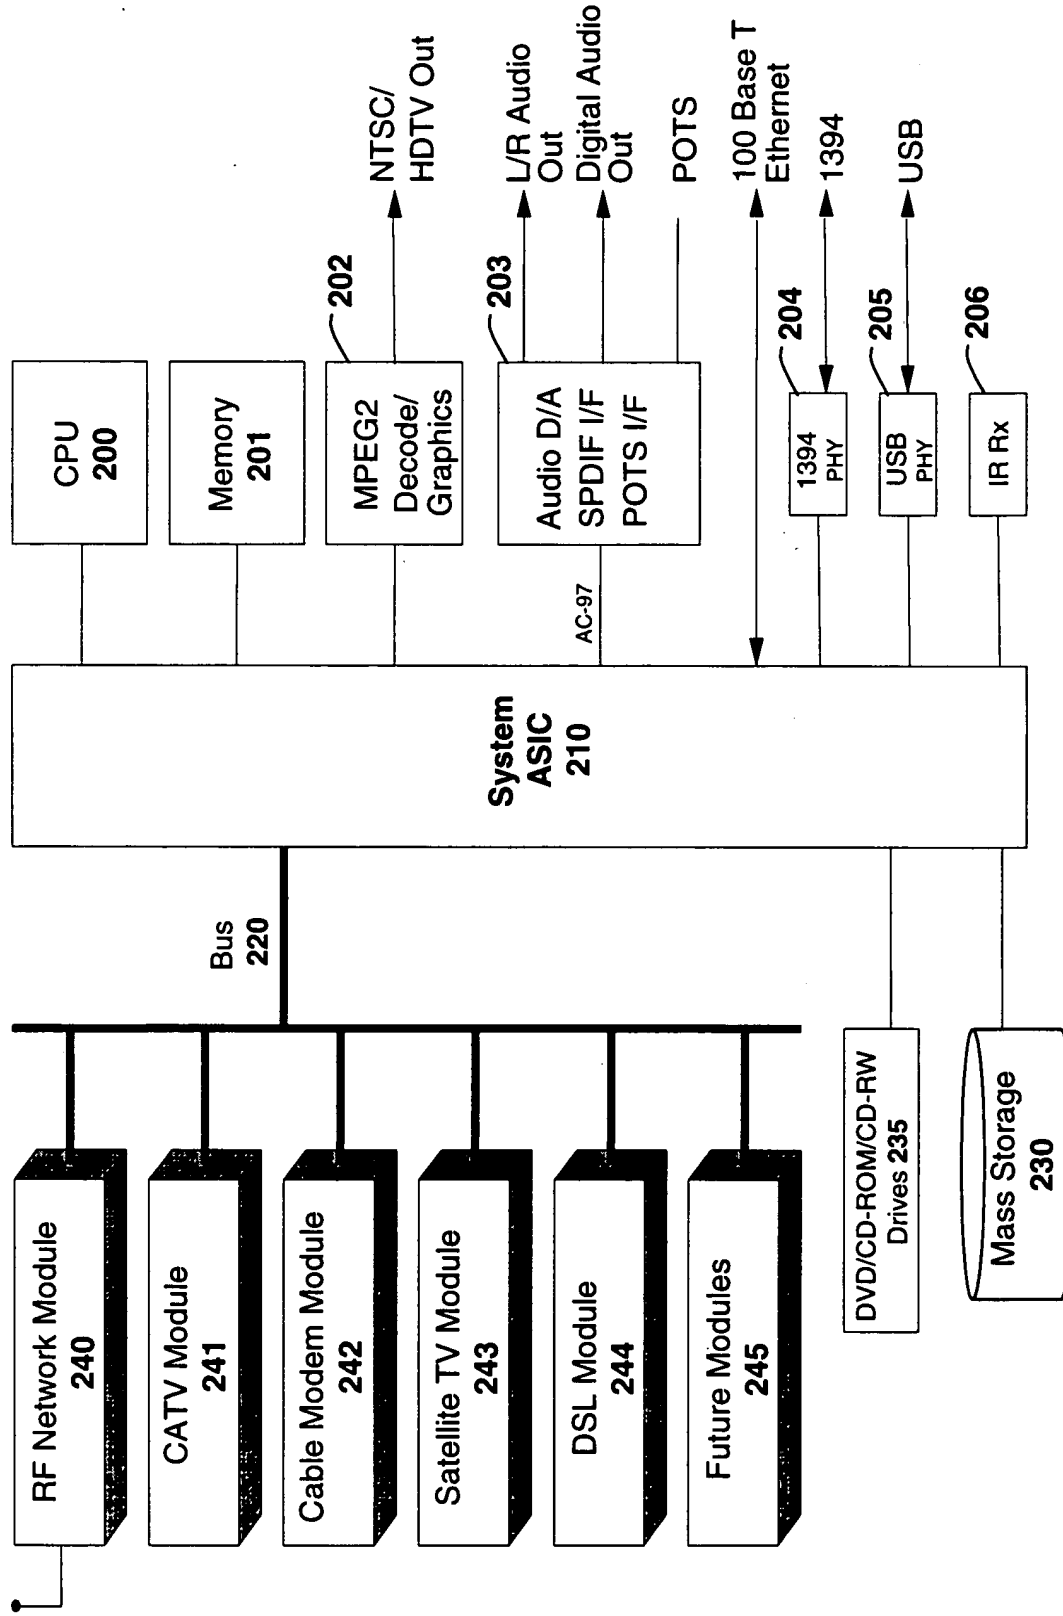 RF Network Module
240
CATV Module
241
Cable Modem Module
242
Satellite TV Module
243
DSL Module
244
Future Modules
245
DVD/CD-ROM/CD-RW
Drives 235
Mass Storage
230
Bus
220
System
ASIC
210
AC-97
CPU
200
Memory
201
MPEG2
Decode/
Graphics
202
NTSC/
HDTV Out
Audio D/A
SPDIF I/F
POTS I/F
203
L/R Audio
Out
Digital Audio
Out
POTS
100 Base T
Ethernet
1394
PHY
204
1394
USB
PHY
205
USB
IR Rx
206